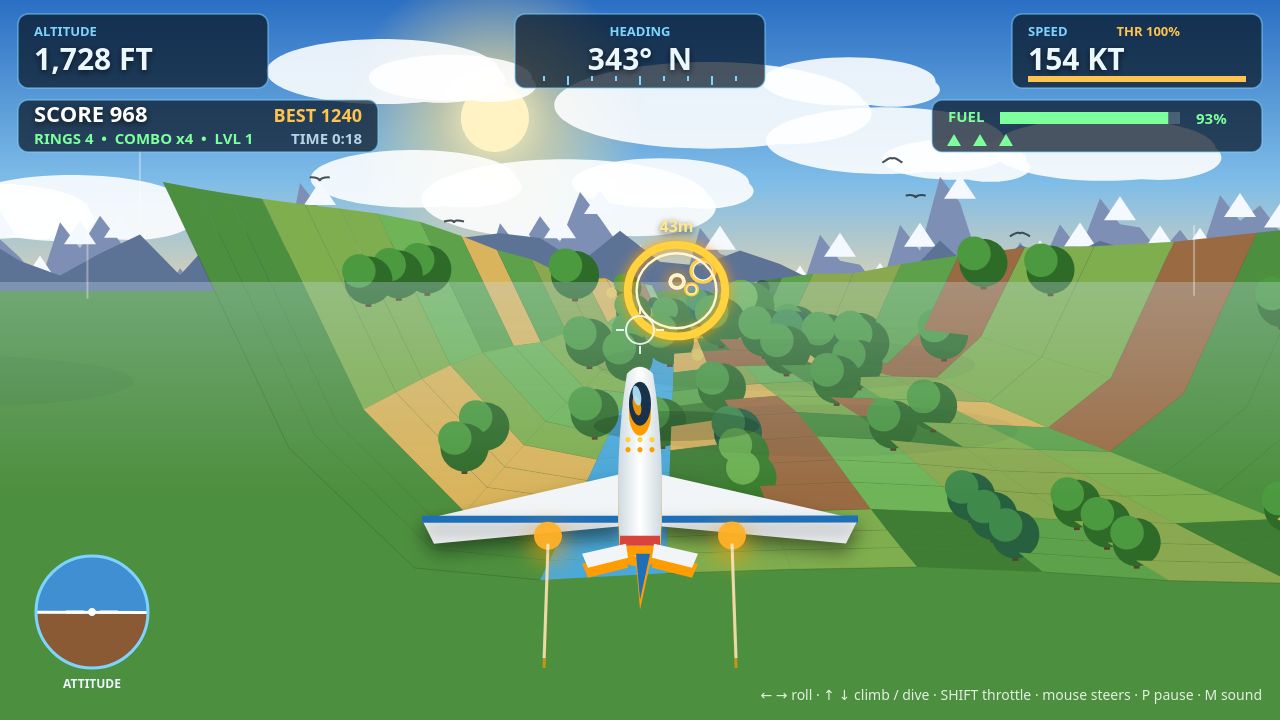 ALTITUDE
1,728 FT
HEADING
343° N
SPEED THR 100%
154 KT
SCORE 968 BEST 1240
RINGS 4 • COMBO x4 • LVL 1 TIME 0:18
FUEL 93%
43m
ATTITUDE
← → roll · ↑ ↓ climb / dive · SHIFT throttle · mouse steers · P pause · M sound